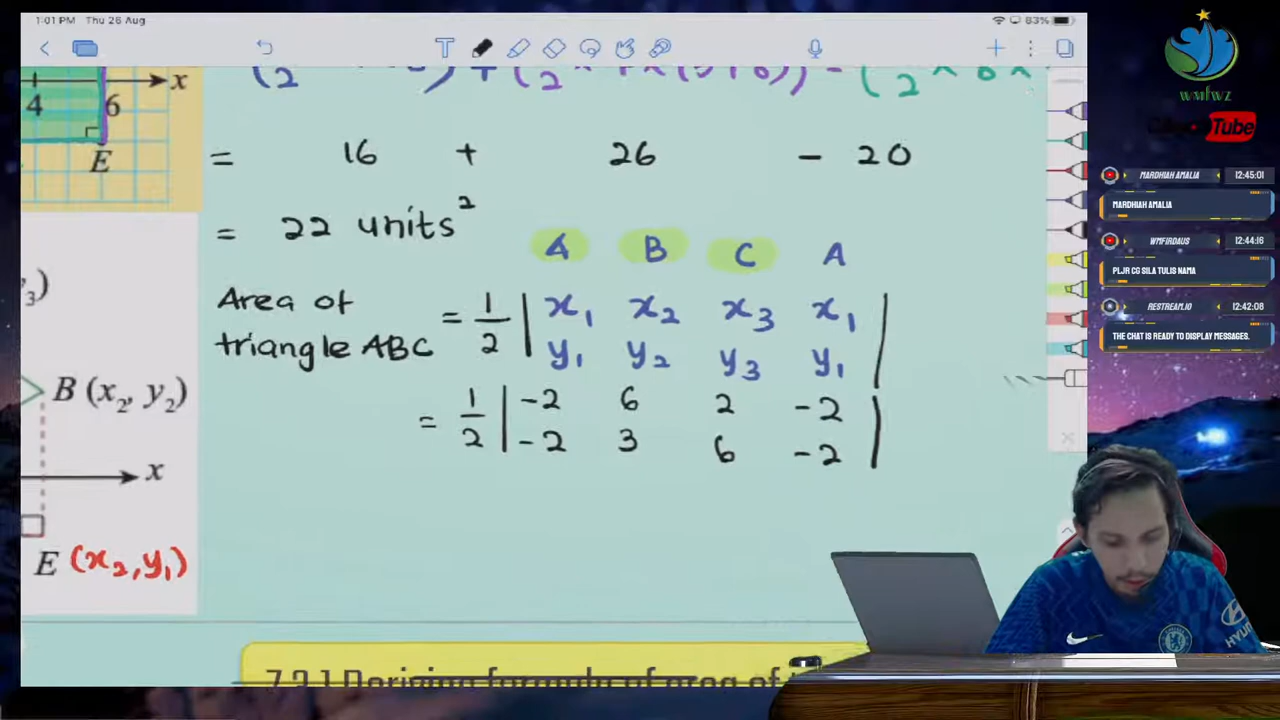 1:01 PM Thu 26 Aug
83%
wmfwz
Tube
4
6
x
E
= 16 + 26 - 20
= 22 units²
A B C A
Area of triangle ABC = 1/2 | x₁ x₂ x₃ x₁ |
y₁ y₂ y₃ y₁
= 1/2 | -2 6 2 -2 |
-2 3 6 -2
B (x₂, y₂)
x
E (x₂, y₁)
MARDHIAH AMALIA 12:45:01
MARDHIAH AMALIA
WMFIRDAUS 12:44:16
PLJR CG SILA TULIS NAMA
RESTREAM.IO 12:42:08
THE CHAT IS READY TO DISPLAY MESSAGES.
HYUN